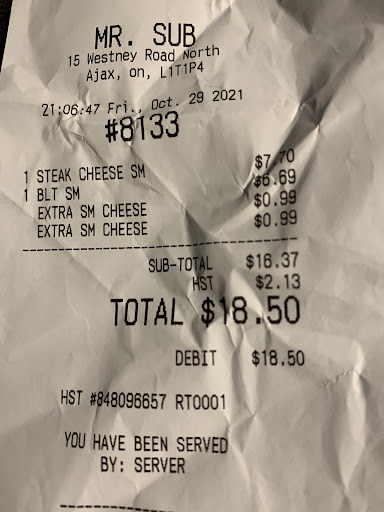 MR. SUB
15 Westney Road North
Ajax, on, L1T1P4
21:06:47 Fri., Oct. 29 2021
#8133
1 STEAK CHEESE SM $7.70
1 BLT SM $6.69
EXTRA SM CHEESE $0.99
EXTRA SM CHEESE $0.99
SUB-TOTAL $16.37
HST $2.13
TOTAL $18.50
DEBIT $18.50
HST #848096657 RT0001
YOU HAVE BEEN SERVED
BY: SERVER